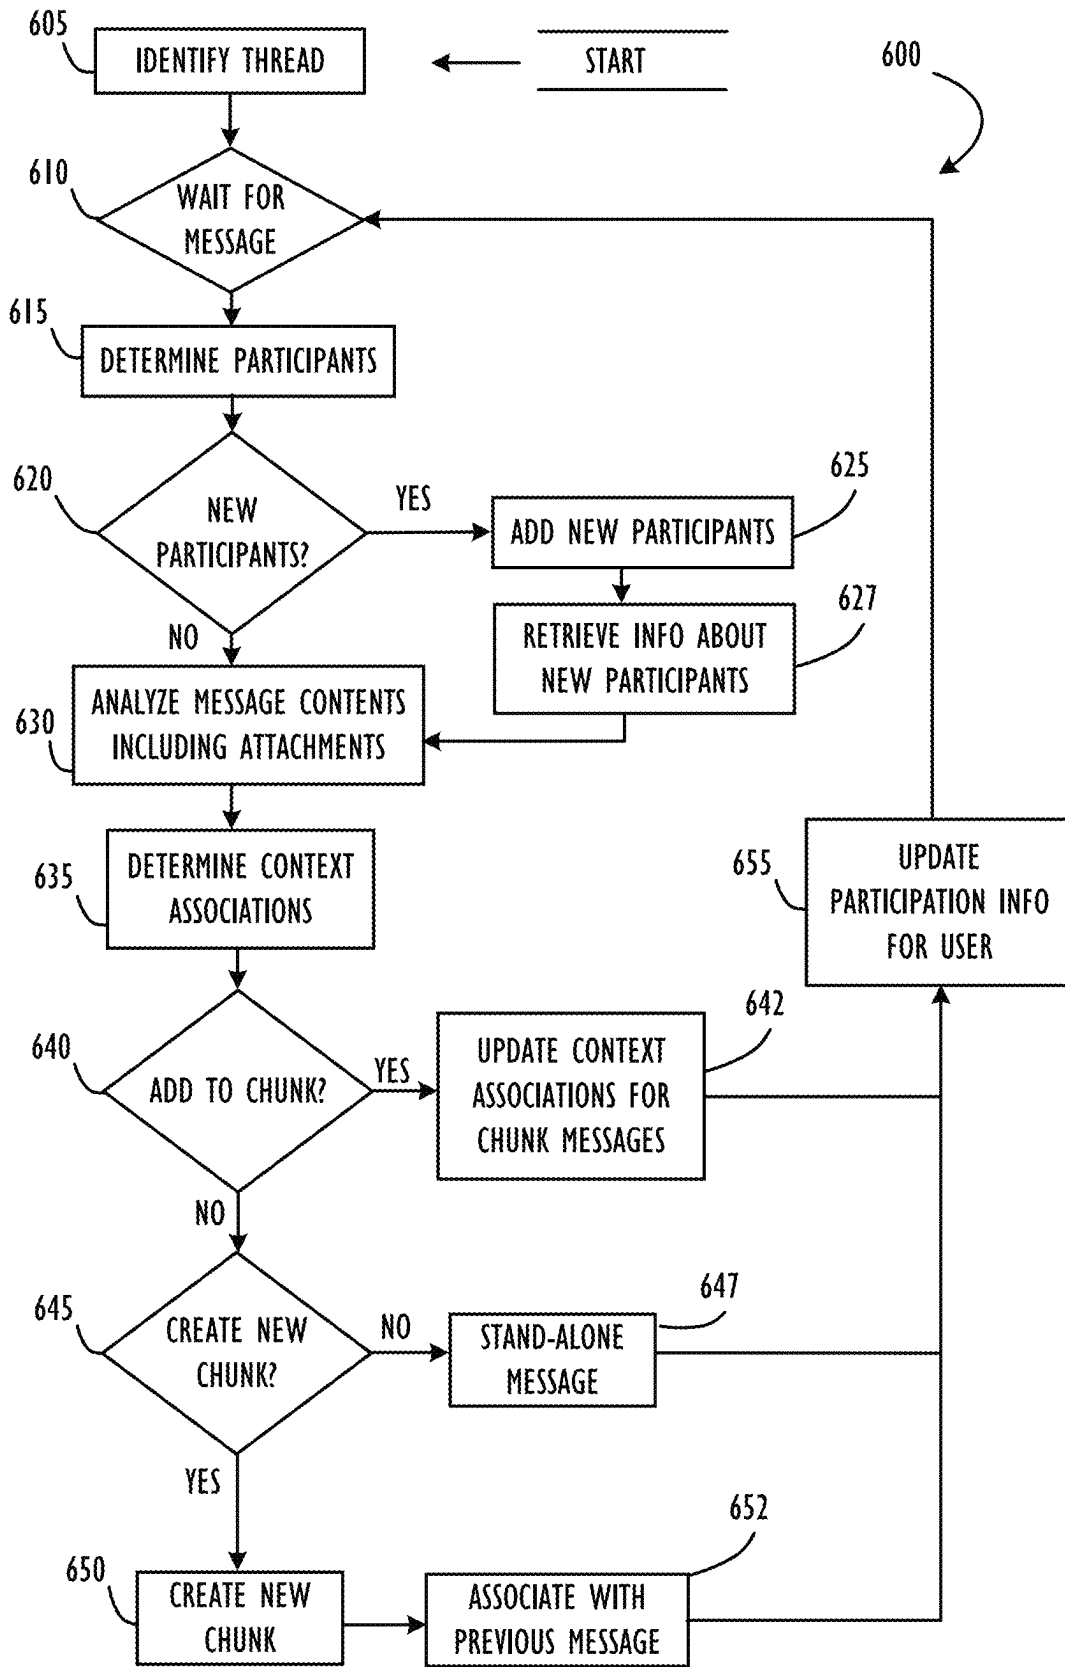 605
IDENTIFY THREAD
START
600
610
WAIT FOR
MESSAGE
615
DETERMINE PARTICIPANTS
620
NEW
PARTICIPANTS?
YES
625
ADD NEW PARTICIPANTS
627
RETRIEVE INFO ABOUT
NEW PARTICIPANTS
NO
630
ANALYZE MESSAGE CONTENTS
INCLUDING ATTACHMENTS
635
DETERMINE CONTEXT
ASSOCIATIONS
655
UPDATE
PARTICIPATION INFO
FOR USER
640
ADD TO CHUNK?
YES
642
UPDATE CONTEXT
ASSOCIATIONS FOR
CHUNK MESSAGES
NO
645
CREATE NEW
CHUNK?
NO
647
STAND-ALONE
MESSAGE
YES
650
CREATE NEW
CHUNK
652
ASSOCIATE WITH
PREVIOUS MESSAGE